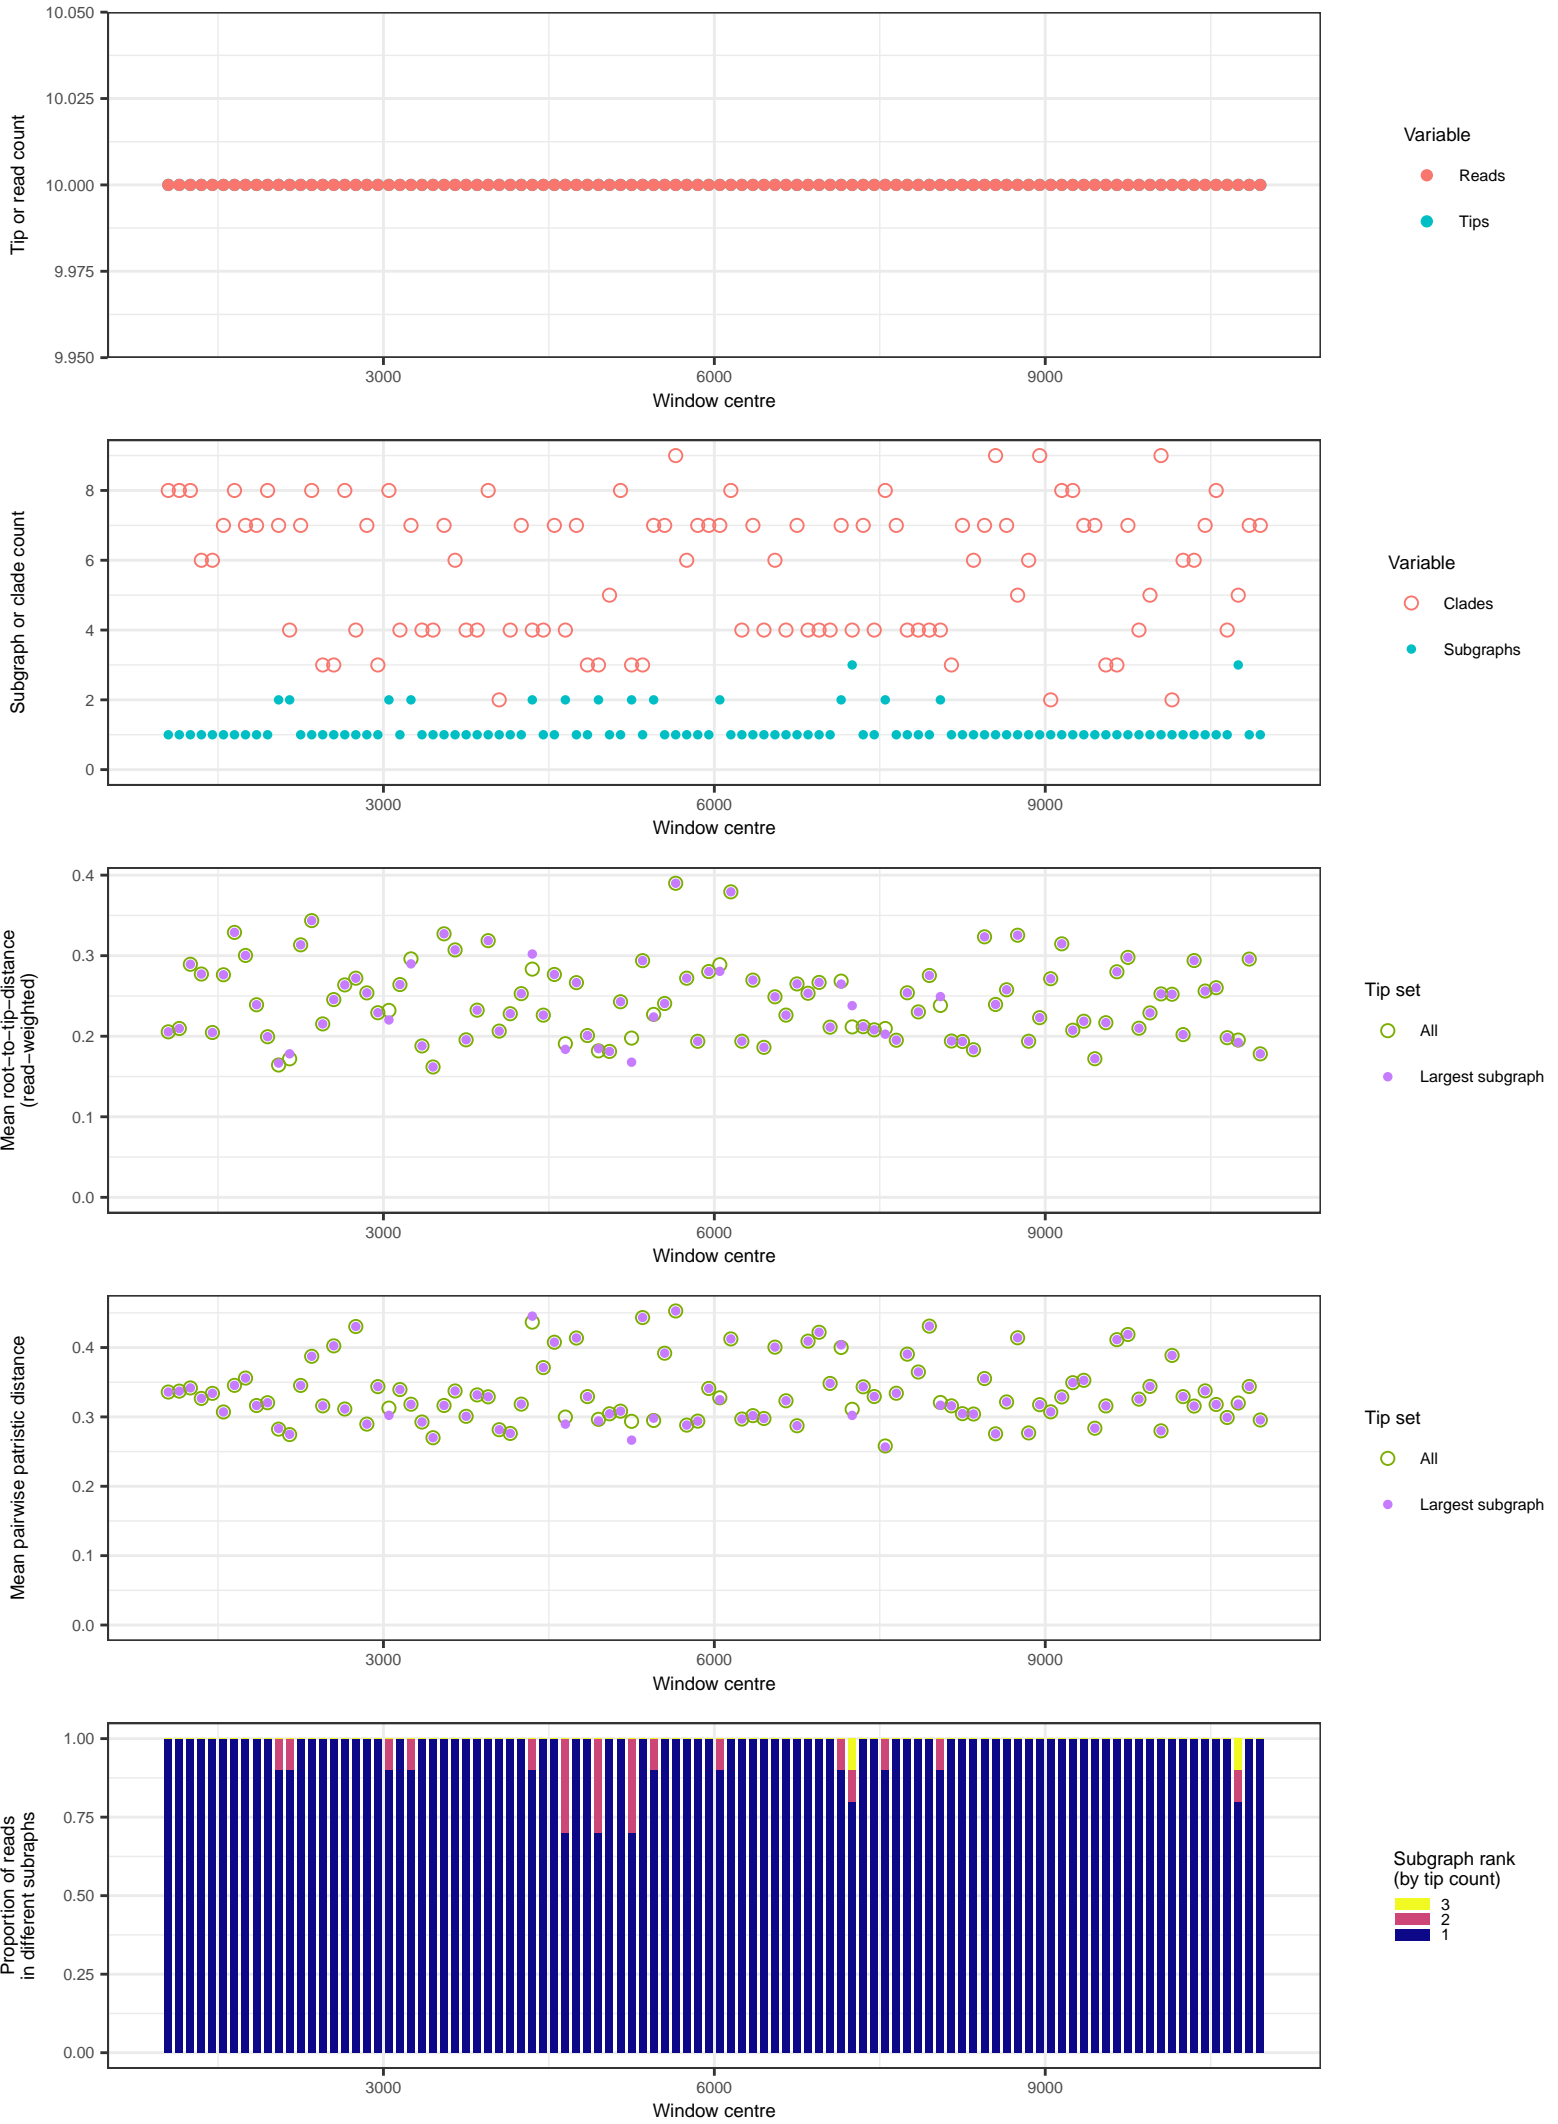 10.050
10.025
10.000
9.975
9.950
Tip or read count
3000 6000 9000
Window centre
Variable
Reads
Tips
8
6
4
2
0
Subgraph or clade count
3000 6000 9000
Window centre
Variable
Clades
Subgraphs
0.4
0.3
0.2
0.1
0.0
Mean root−to−tip−distance
(read−weighted)
3000 6000 9000
Window centre
Tip set
All
Largest subgraph
0.4
0.3
0.2
0.1
0.0
Mean pairwise patristic distance
3000 6000 9000
Window centre
Tip set
All
Largest subgraph
1.00
0.75
0.50
0.25
0.00
Proportion of reads
in different subraphs
3000 6000 9000
Window centre
Subgraph rank
(by tip count)
3
2
1